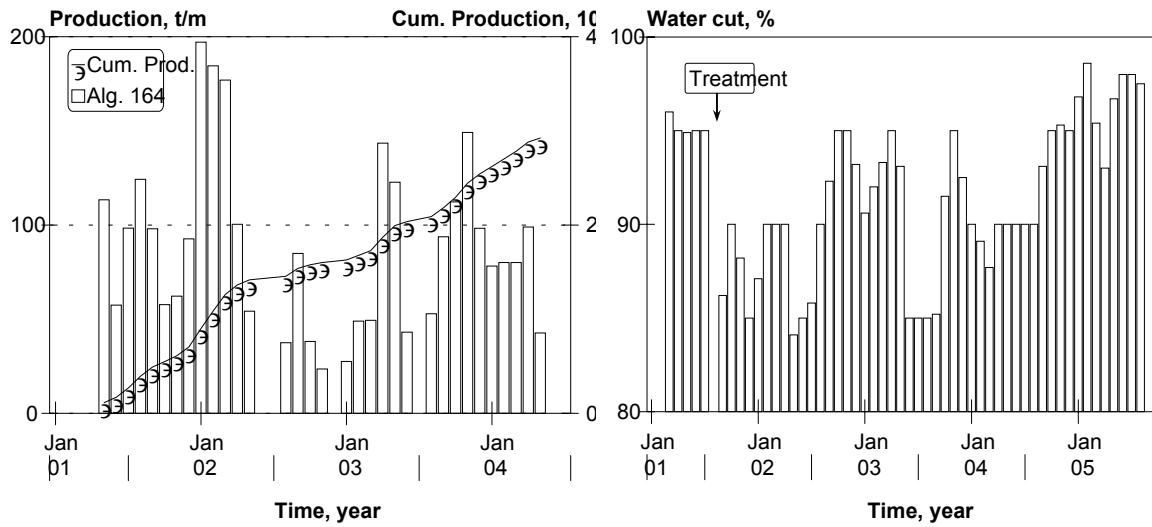 Production, t/m
Cum. Production, 10
200
4
Cum. Prod.
Alg. 164
100
2
0
0
Jan
01
Jan
02
Jan
03
Jan
04
Time, year
Water cut, %
100
Treatment
90
80
Jan
01
Jan
02
Jan
03
Jan
04
Jan
05
Time, year